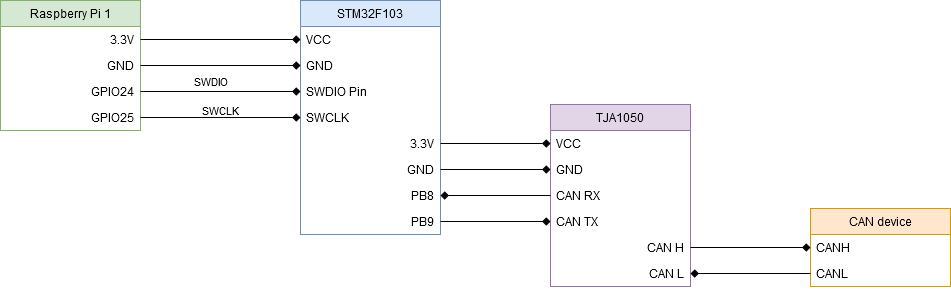 Raspberry Pi 1
3.3V
GND
GPIO24
GPIO25
SWDIO
SWCLK
STM32F103
VCC
GND
SWDIO Pin
SWCLK
3.3V
GND
PB8
PB9
TJA1050
VCC
GND
CAN RX
CAN TX
CAN H
CAN L
CAN device
CANH
CANL